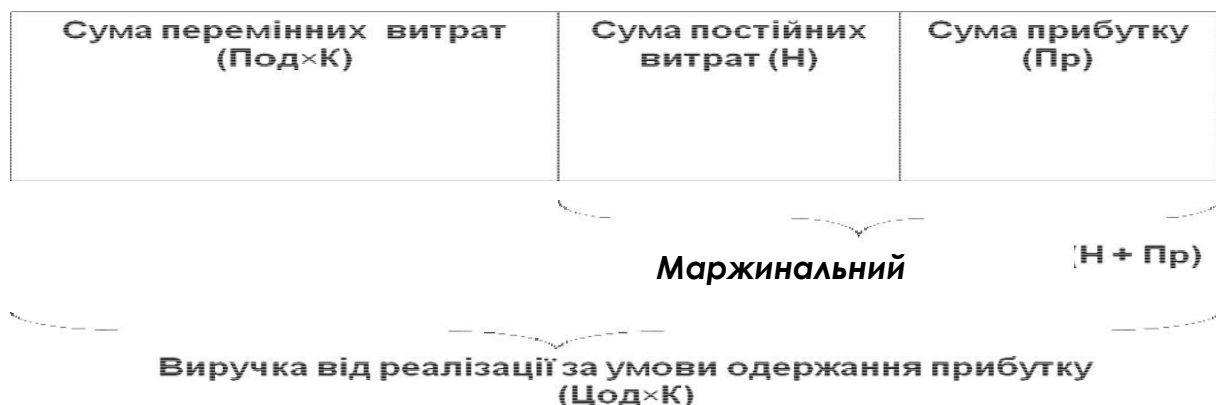 Сума перемінних витрат
(Под×К)
Сума постійних
витрат (Н)
Сума прибутку
(Пр)
Маржинальний
(Н + Пр)
Виручка від реалізації за умови одержання прибутку
(Цод×К)